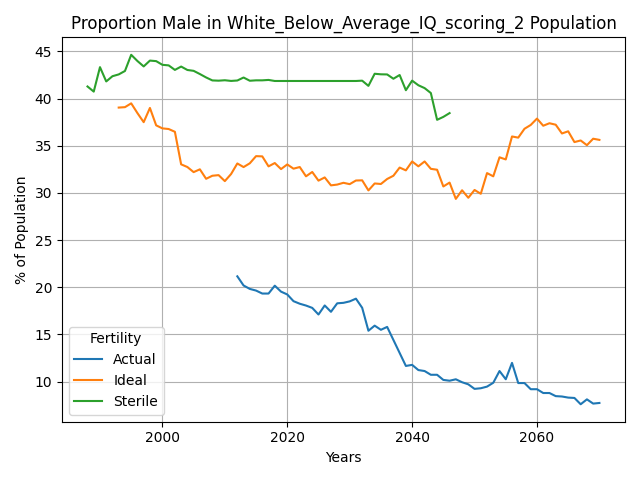 Proportion Male in White_Below_Average_IQ_scoring_2 Population
% of Population
45
40
35
30
25
20
15
10
Fertility
Actual
Ideal
Sterile
2000
2020
2040
2060
Years